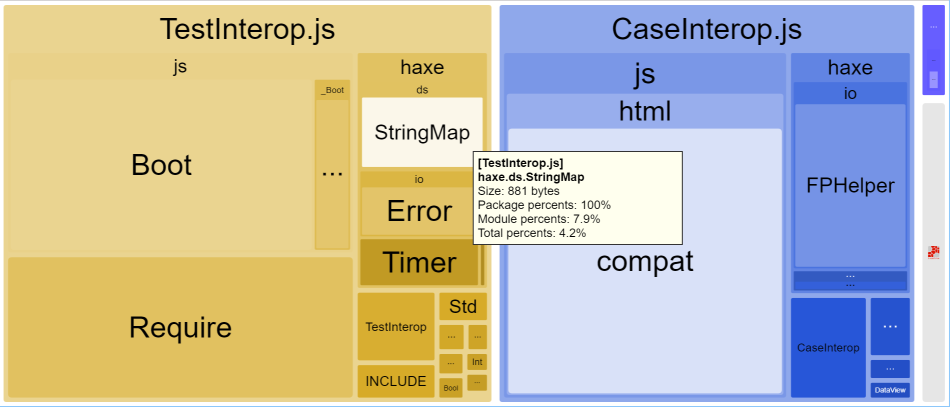 TestInterop.js
js
Boot
_Boot
...
Require
haxe
ds
StringMap
io
Error
Timer
TestInterop
INCLUDE
Std
...
...
...
Int
Bool
...
[TestInterop.js]
haxe.ds.StringMap
Size: 881 bytes
Package percents: 100%
Module percents: 7.9%
Total percents: 4.2%
CaseInterop.js
js
html
compat
haxe
io
FPHelper
...
...
CaseInterop
...
...
DataView
...
...
...